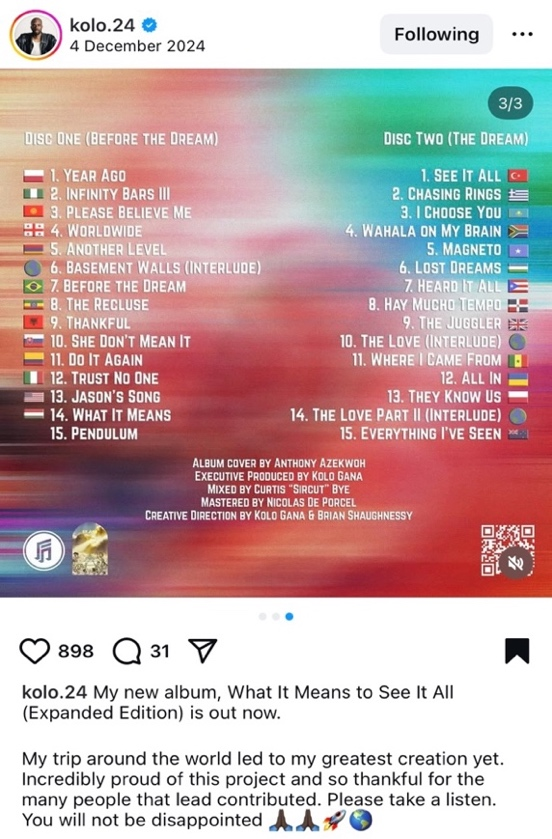 kolo.24
4 December 2024
Following
3/3
DISC ONE (BEFORE THE DREAM)
1. YEAR AGO
2. INFINITY BARS III
3. PLEASE BELIEVE ME
4. WORLDWIDE
5. ANOTHER LEVEL
6. BASEMENT WALLS (INTERLUDE)
7. BEFORE THE DREAM
8. THE RECLUSE
9. THANKFUL
10. SHE DON'T MEAN IT
11. DO IT AGAIN
12. TRUST NO ONE
13. JASON'S SONG
14. WHAT IT MEANS
15. PENDULUM
DISC TWO (THE DREAM)
1. SEE IT ALL
2. CHASING RINGS
3. I CHOOSE YOU
4. WAHALA ON MY BRAIN
5. MAGNETO
6. LOST DREAMS
7. HEARD IT ALL
8. HAY MUCHO TEMPO
9. THE JUGGLER
10. THE LOVE (INTERLUDE)
11. WHERE I CAME FROM
12. ALL IN
13. THEY KNOW US
14. THE LOVE PART II (INTERLUDE)
15. EVERYTHING I'VE SEEN
ALBUM COVER BY ANTHONY AZEKWOH
EXECUTIVE PRODUCED BY KOLO GANA
MIXED BY CURTIS "SIRCUT" BYE
MASTERED BY NICOLAS DE PORCEL
CREATIVE DIRECTION BY KOLO GANA & BRIAN SHAUGHNESSY
898
31
kolo.24 My new album, What It Means to See It All
(Expanded Edition) is out now.
My trip around the world led to my greatest creation yet.
Incredibly proud of this project and so thankful for the
many people that lead contributed. Please take a listen.
You will not be disappointed 🙏🏿🙏🏿🚀🌎